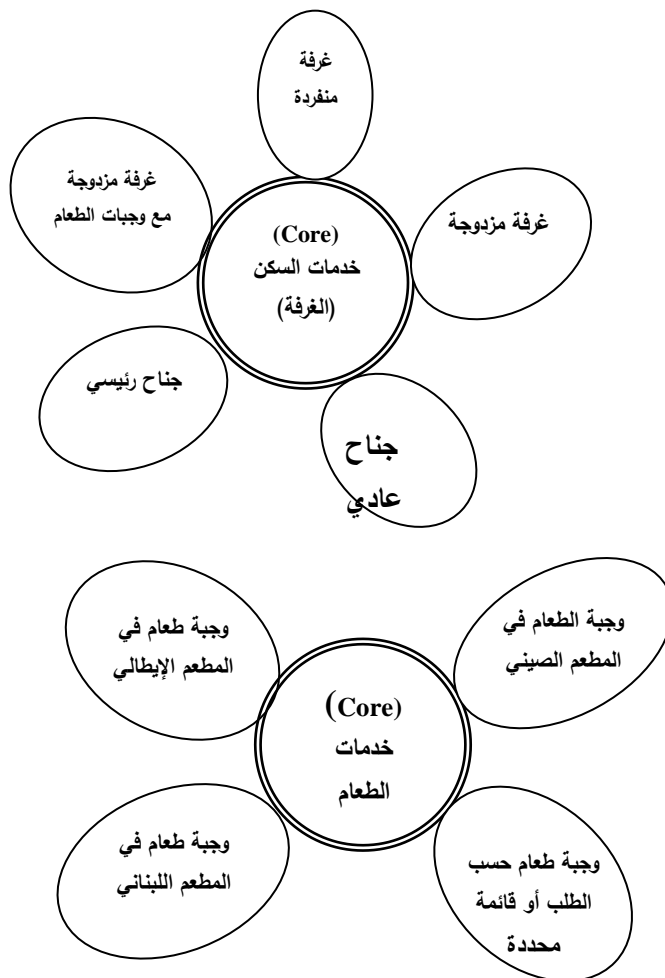 غرفة
منفردة
غرفة مزدوجة
مع وجبات الطعام
غرفة مزدوجة
(Core)
خدمات السكن
(الغرفة)
جناح رئيسي
جناح
عادي
وجبة طعام في
المطعم الإيطالي
وجبة الطعام في
المطعم الصيني
(Core)
خدمات
الطعام
وجبة طعام في
المطعم اللبناني
وجبة طعام حسب
الطلب أو قائمة
محددة